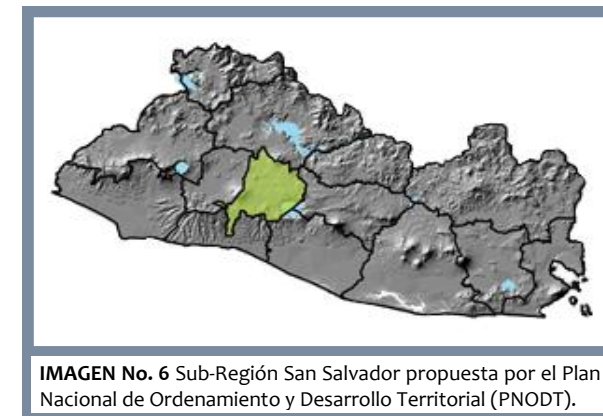 IMAGEN No. 6 Sub-Región San Salvador propuesta por el Plan
Nacional de Ordenamiento y Desarrollo Territorial (PNODT).